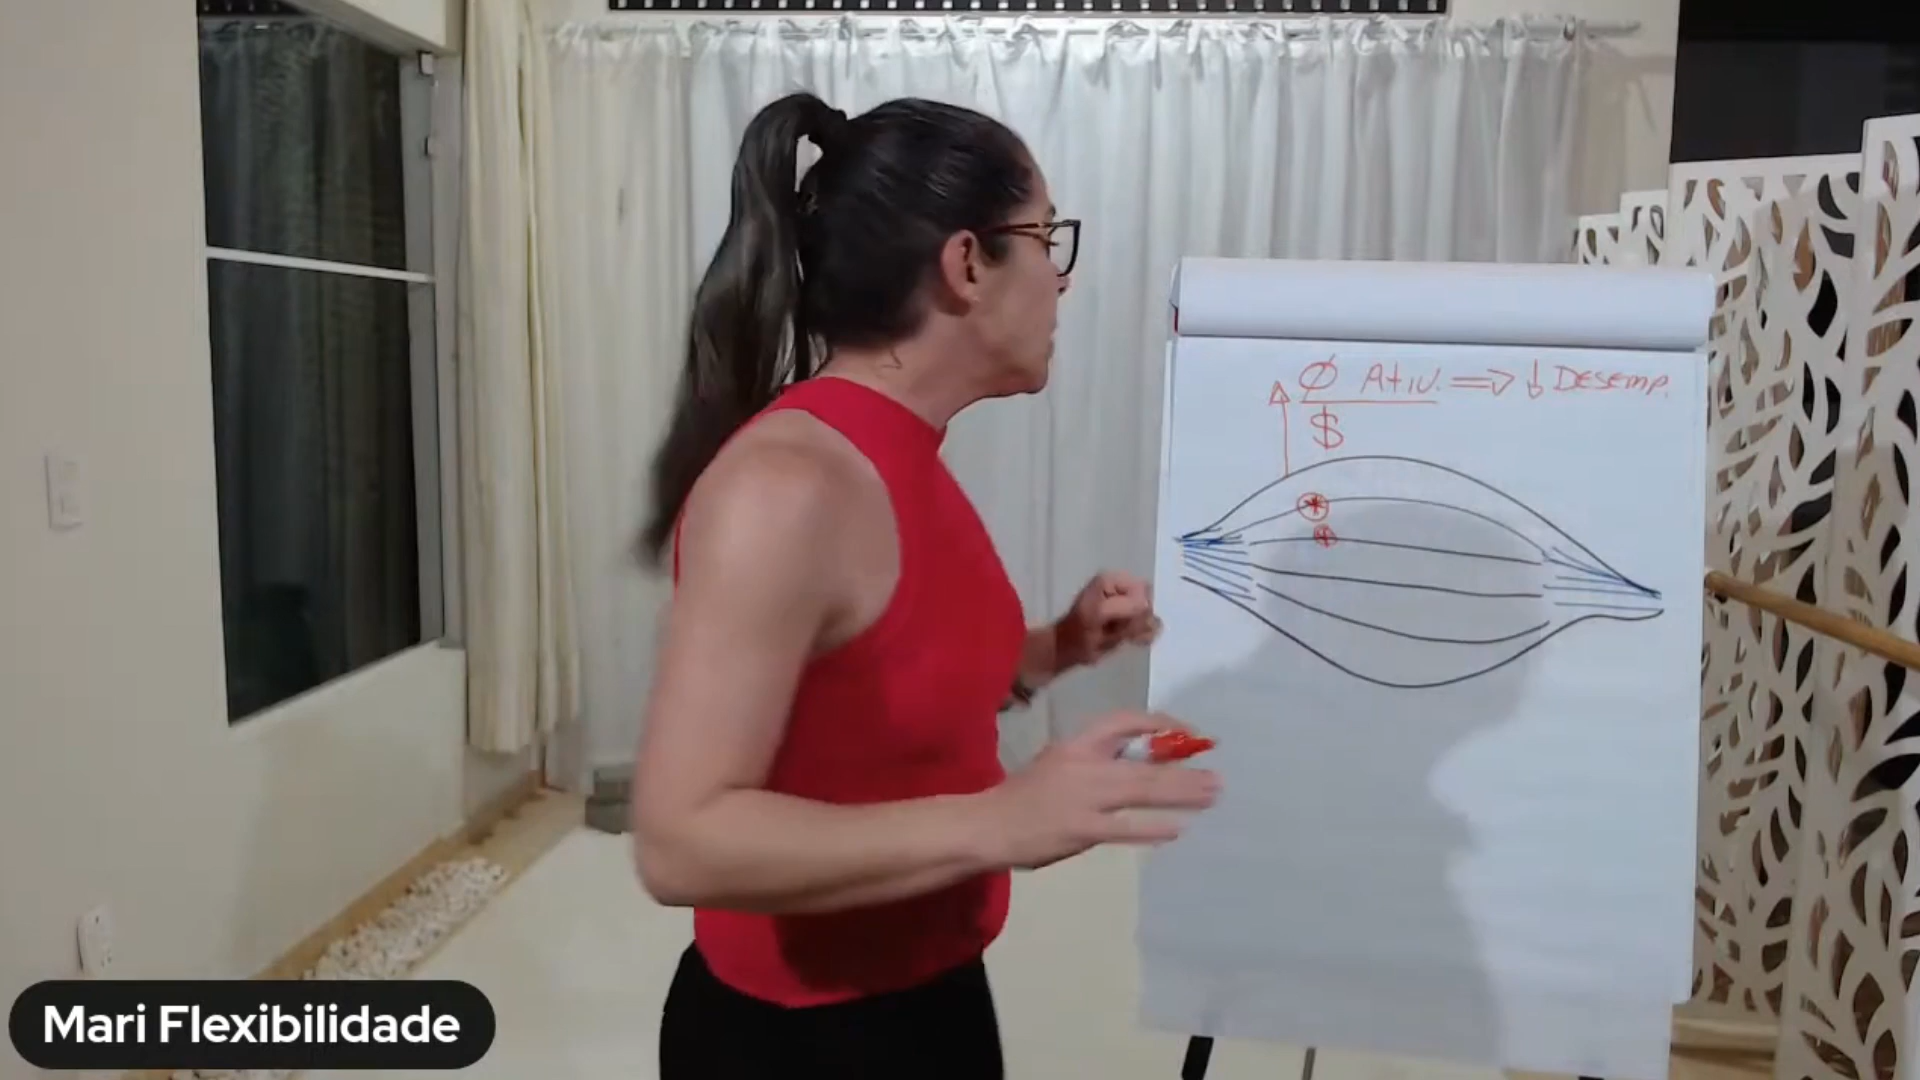 Ø Ativ. => ↓ Desemp.
$
Mari Flexibilidade